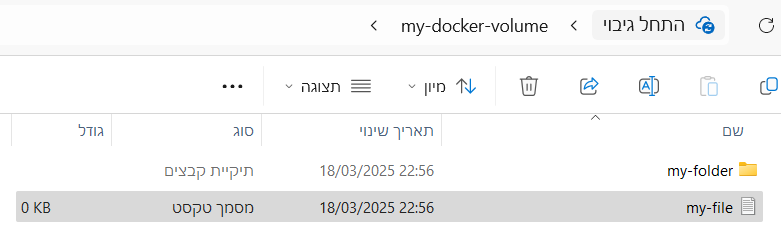 התחל גיבוי > my-docker-volume >
מיון תצוגה ...
שם תאריך שינוי סוג גודל
my-folder 18/03/2025 22:56 תיקיית קבצים
my-file 18/03/2025 22:56 מסמך טקסט 0 KB